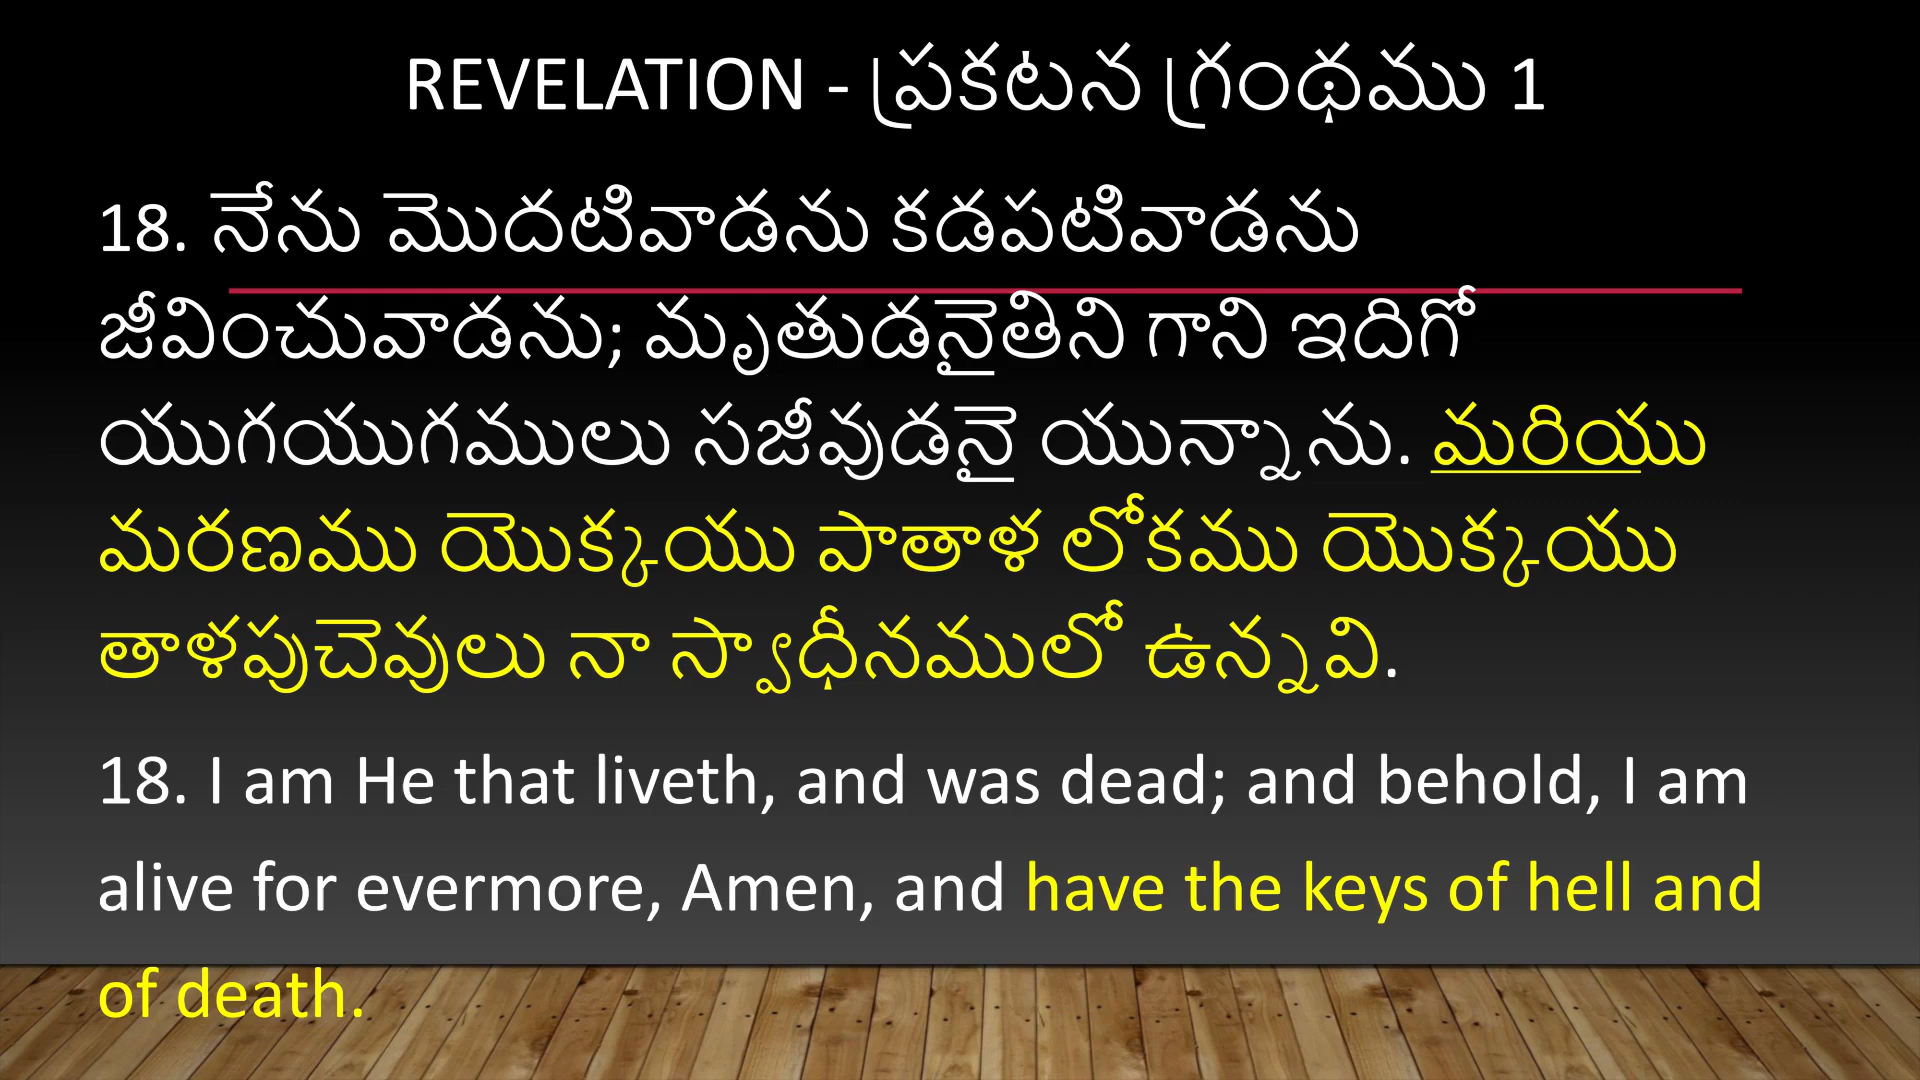 REVELATION - ప్రకటన గ్రంథము 1
18. నేను మొదటివాడను కడపటివాడను
జీవించువాడను; మృతుడనైతిని గాని ఇదిగో
యుగయుగములు సజీవుడనై యున్నాను. మరియు
మరణము యొక్కయు పాతాళ లోకము యొక్కయు
తాళపుచెవులు నా స్వాధీనములో ఉన్నవి.
18. I am He that liveth, and was dead; and behold, I am
alive for evermore, Amen, and have the keys of hell and
of death.